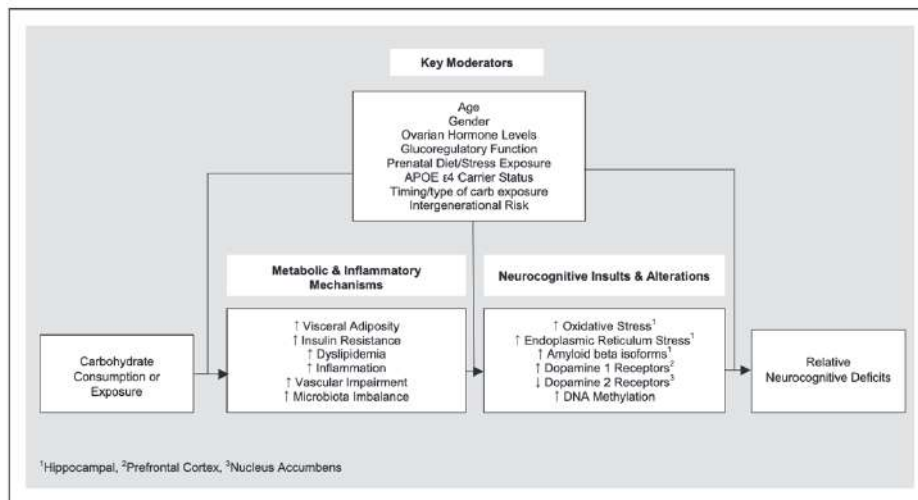 Key Moderators
Age
Gender
Ovarian Hormone Levels
Glucoregulatory Function
Prenatal Diet/Stress Exposure
APOE ε4 Carrier Status
Timing/type of carb exposure
Intergenerational Risk
Metabolic & Inflammatory
Mechanisms
Neurocognitive Insults & Alterations
Carbohydrate
Consumption or
Exposure
↑ Visceral Adiposity
↑ Insulin Resistance
↑ Dyslipidemia
↑ Inflammation
↑ Vascular Impairment
↑ Microbiota Imbalance
↑ Oxidative Stress¹
↑ Endoplasmic Reticulum Stress¹
↑ Amyloid beta isoforms¹
↑ Dopamine 1 Receptors²
↓ Dopamine 2 Receptors³
↑ DNA Methylation
Relative
Neurocognitive Deficits
¹Hippocampal, ²Prefrontal Cortex, ³Nucleus Accumbens